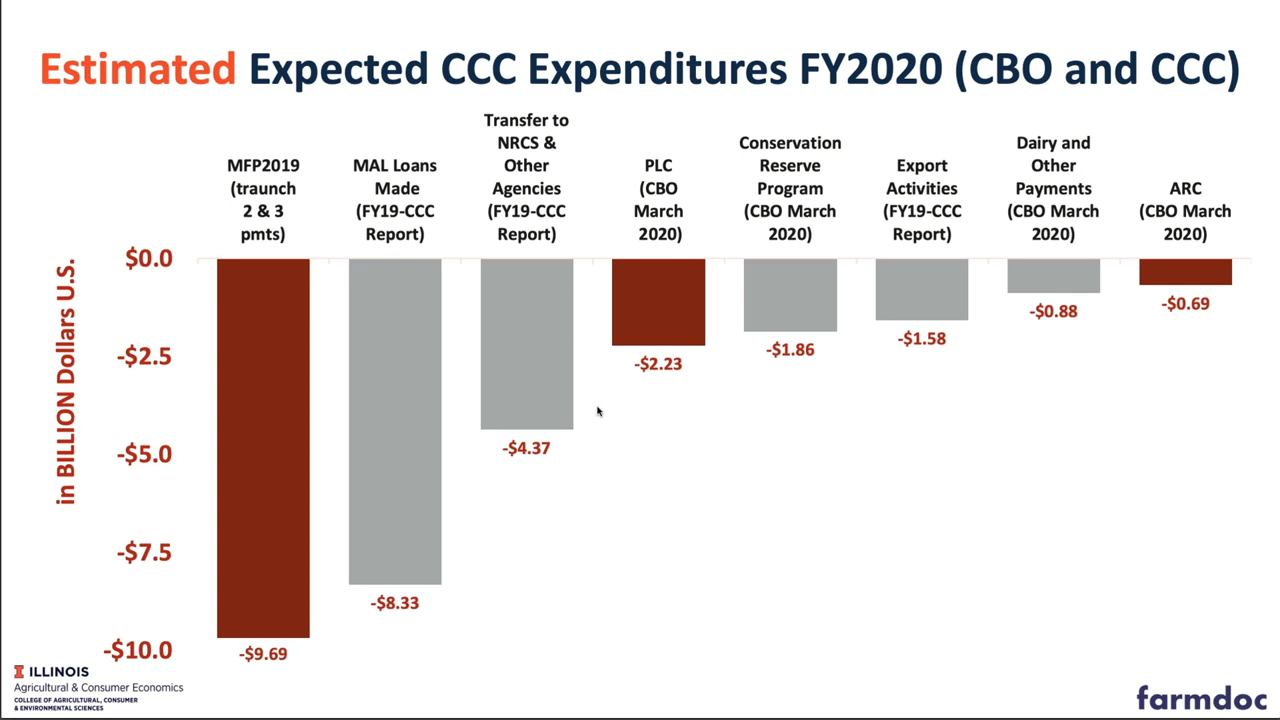 Estimated Expected CCC Expenditures FY2020 (CBO and CCC)
MFP2019
(traunch
2 & 3
pmts)
MAL Loans
Made
(FY19-CCC
Report)
Transfer to
NRCS &
Other
Agencies
(FY19-CCC
Report)
PLC
(CBO
March
2020)
Conservation
Reserve
Program
(CBO March
2020)
Export
Activities
(FY19-CCC
Report)
Dairy and
Other
Payments
(CBO March
2020)
ARC
(CBO March
2020)
in BILLION Dollars U.S.
$0.0
-$2.5
-$5.0
-$7.5
-$10.0
-$9.69
-$8.33
-$4.37
-$2.23
-$1.86
-$1.58
-$0.88
-$0.69
I ILLINOIS
Agricultural & Consumer Economics
COLLEGE OF AGRICULTURAL, CONSUMER
& ENVIRONMENTAL SCIENCES
farmdoc